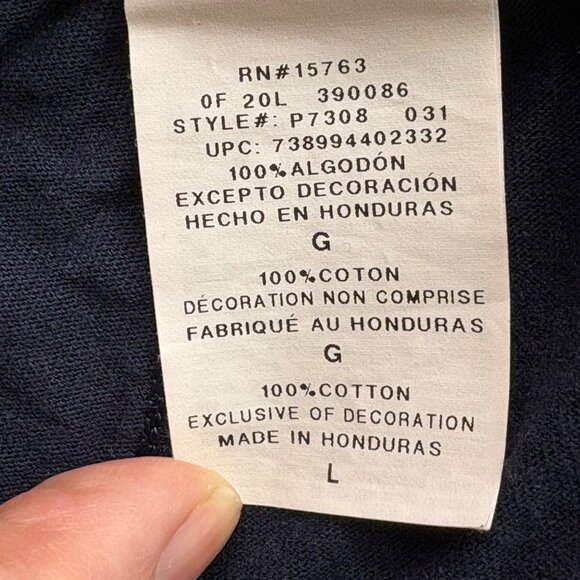 RN#15763
0F 20L 390086
STYLE#: P7308 031
UPC: 738994402332
100%ALGODÓN
EXCEPTO DECORACIÓN
HECHO EN HONDURAS
G
100%COTON
DÉCORATION NON COMPRISE
FABRIQUÉ AU HONDURAS
G
100%COTTON
EXCLUSIVE OF DECORATION
MADE IN HONDURAS
L